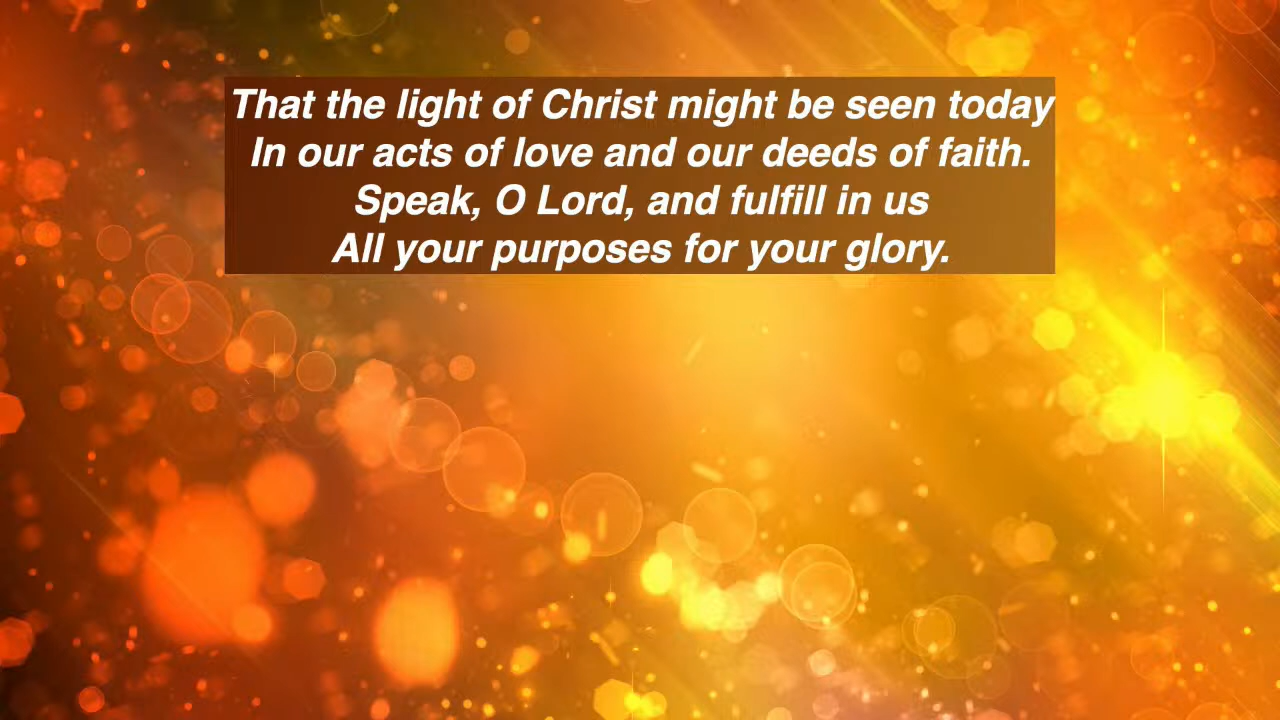 That the light of Christ might be seen today
In our acts of love and our deeds of faith.
Speak, O Lord, and fulfill in us
All your purposes for your glory.